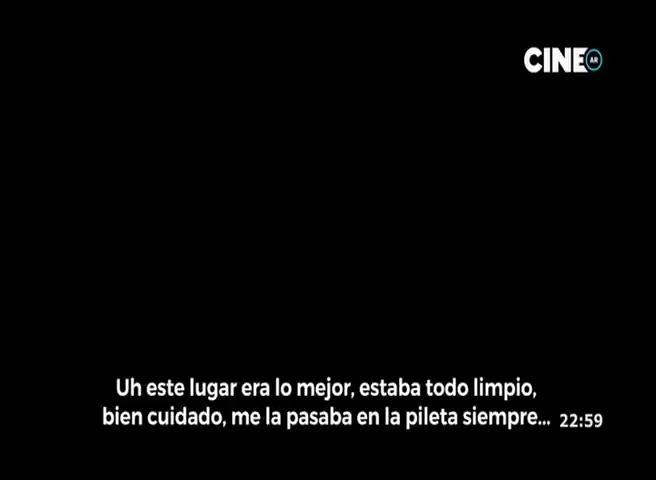 CINE AR
Uh este lugar era lo mejor, estaba todo limpio,
bien cuidado, me la pasaba en la pileta siempre...
22:59